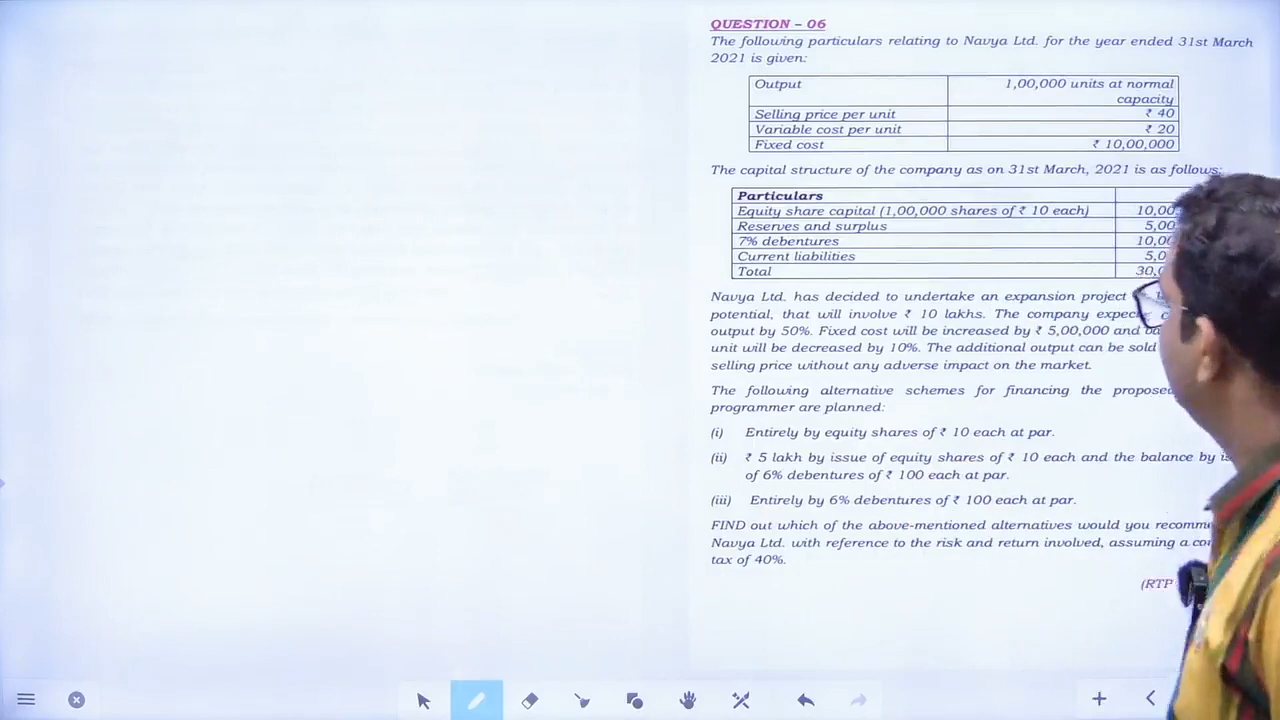 QUESTION – 06
The following particulars relating to Navya Ltd. for the year ended 31st March
2021 is given:
Output 1,00,000 units at normal
capacity
Selling price per unit ₹ 40
Variable cost per unit ₹ 20
Fixed cost ₹ 10,00,000
The capital structure of the company as on 31st March, 2021 is as follows:
Particulars
Equity share capital (1,00,000 shares of ₹ 10 each) 10,00
Reserves and surplus 5,00
7% debentures 10,00
Current liabilities 5,0
Total 30,0
Navya Ltd. has decided to undertake an expansion project
potential, that will involve ₹ 10 lakhs. The company
output by 50%. Fixed cost will be increased by ₹ 5,00,000 and
unit will be decreased by 10%. The additional output can be sold
selling price without any adverse impact on the market.
The following alternative schemes for financing the
programmer are planned:
(i) Entirely by equity shares of ₹ 10 each at par.
(ii) ₹ 5 lakh by issue of equity shares of ₹ 10 each and the balance by
of 6% debentures of ₹ 100 each at par.
(iii) Entirely by 6% debentures of ₹ 100 each at par.
FIND out which of the above-mentioned alternatives would you
Navya Ltd. with reference to the risk and return involved, assuming a
tax of 40%.
(RTP